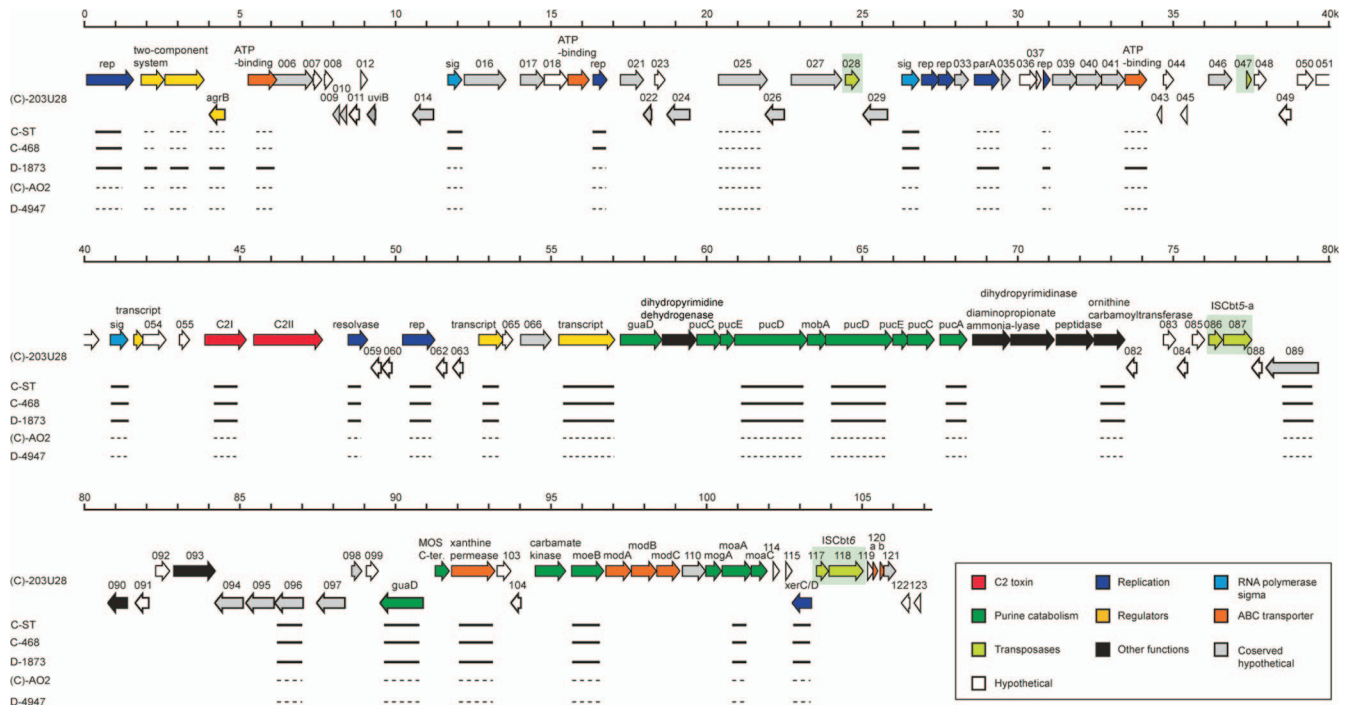 0 5 10 15 20 25 30 35 40k
rep two-component system ATP -binding 006 007 008 012 sig 016 017 018 ATP -binding rep 021 023 025 027 028 sig rep rep 033 parA 035 036 037 rep 039 040 041 ATP -binding 044 046 047 048 050 051
(C)-203U28 agrB 009 010 011 uviB 014 022 024 026 029 043 045 049
C-ST
C-468
D-1873
(C)-AO2
D-4947
40 45 50 55 60 65 70 75 80k
sig transcript 054 055 C2I C2II resolvase rep transcript 065 066 transcript guaD dihydropyrimidine dehydrogenase pucC pucE pucD mobA pucD pucE pucC pucA diaminopropionate ammonia-lyase dihydropyrimidinase peptidase ornithine carbamoyltransferase 083 085 086 087 ISCbt5-a
(C)-203U28 059 060 062 063 082 084 088 089
C-ST
C-468
D-1873
(C)-AO2
D-4947
80 85 90 95 100 105
092 093 098 099 MOS C-ter. xanthine permease 103 carbamate kinase moeB modA modB modC 110 mogA moaA moaC 114 115 117 118 ISCbt6 119 120 a b 121
(C)-203U28 090 091 094 095 096 097 guaD 104 xerC/D 122 123
C-ST
C-468
D-1873
(C)-AO2
D-4947
C2 toxin
Replication
RNA polymerase
sigma
Purine catabolism
Regulators
ABC transporter
Transposases
Other functions
Coserved
hypothetical
Hypothetical